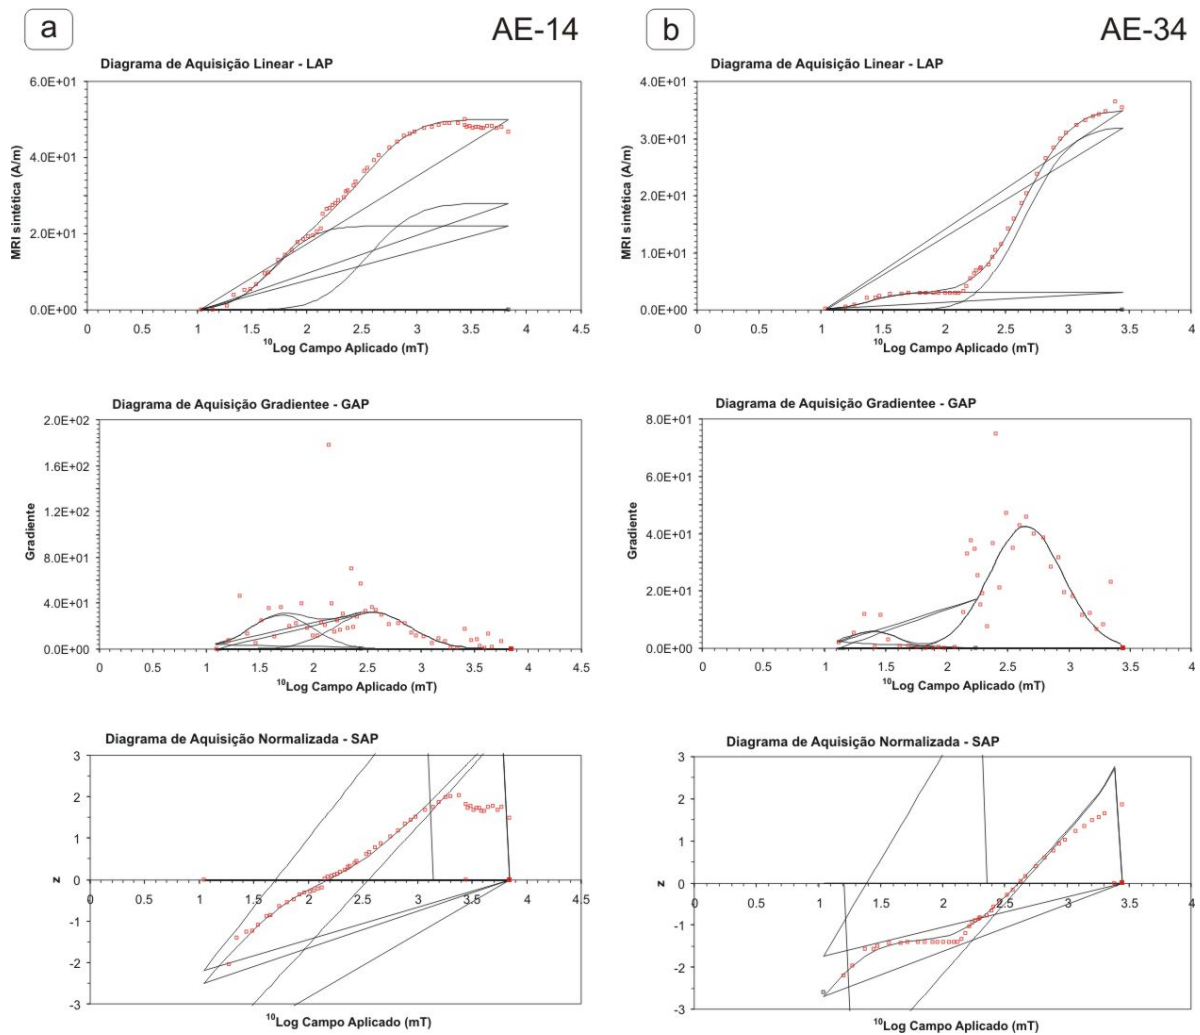 a
AE-14
Diagrama de Aquisição Linear - LAP
6.0E+01
4.0E+01
2.0E+01
0.0E+00
MRI sintética (A/m)
0 0.5 1 1.5 2 2.5 3 3.5 4 4.5
10Log Campo Aplicado (mT)
Diagrama de Aquisição Gradientee - GAP
2.0E+02
1.6E+02
1.2E+02
8.0E+01
4.0E+01
0.0E+00
Gradiente
0 0.5 1 1.5 2 2.5 3 3.5 4 4.5
10Log Campo Aplicado (mT)
Diagrama de Aquisição Normalizada - SAP
3
2
1
0
-1
-2
-3
z
0 0.5 1 1.5 2 2.5 3 3.5 4 4.5
10Log Campo Aplicado (mT)
b
AE-34
Diagrama de Aquisição Linear - LAP
4.0E+01
3.0E+01
2.0E+01
1.0E+01
0.0E+00
MRI sintética (A/m)
0 0.5 1 1.5 2 2.5 3 3.5 4
10Log Campo Aplicado (mT)
Diagrama de Aquisição Gradientee - GAP
8.0E+01
6.0E+01
4.0E+01
2.0E+01
0.0E+00
Gradiente
0 0.5 1 1.5 2 2.5 3 3.5 4
10Log Campo Aplicado (mT)
Diagrama de Aquisição Normalizada - SAP
3
2
1
0
-1
-2
-3
z
0 0.5 1 1.5 2 2.5 3 3.5 4
10Log Campo Aplicado (mT)